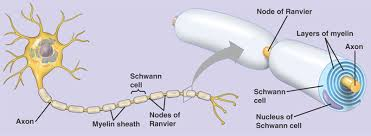 Node of Ranvier
Layers of myelin
Axon
Schwann
cell
Schwann
cell
Axon
Myelin sheath
Nodes of
Ranvier
Nucleus of
Schwann cell